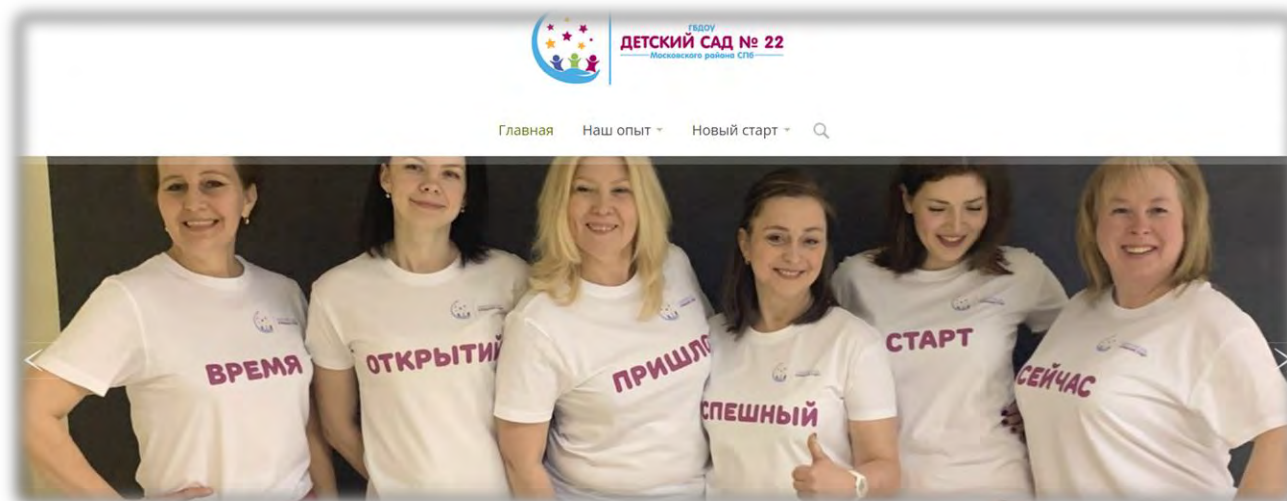 ГБДОУ
ДЕТСКИЙ САД № 22
Московского района СПб
Главная Наш опыт Новый старт
ВРЕМЯ
ОТКРЫТИЙ
ПРИШЛО
СПЕШНЫЙ
СТАРТ
СЕЙЧАС